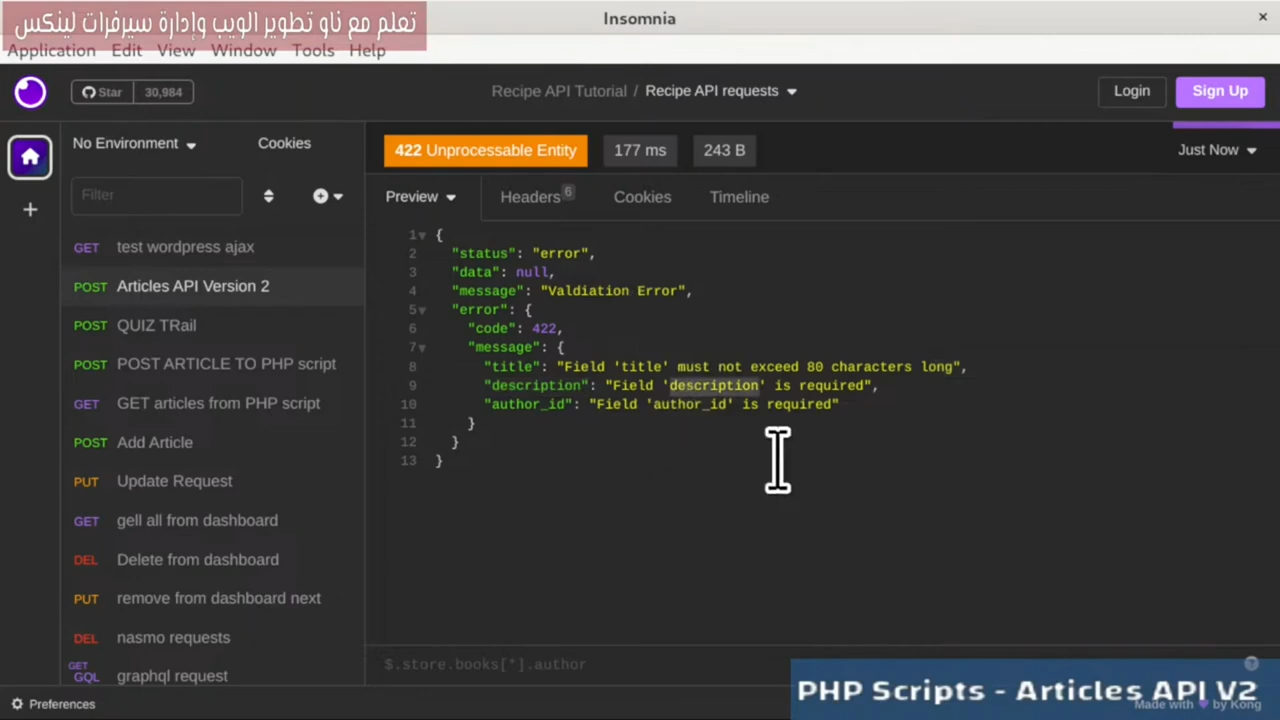 تعلم مع ناو تطوير الويب وإدارة سيرفرات لينكس
Insomnia
×
Application Edit View Window Tools Help
Star 30,984
Recipe API Tutorial / Recipe API requests
Login
Sign Up
No Environment
Cookies
422 Unprocessable Entity
177 ms
243 B
Just Now
Filter
Preview
Headers 6
Cookies
Timeline
GET test wordpress ajax
POST Articles API Version 2
POST QUIZ TRail
POST POST ARTICLE TO PHP script
GET GET articles from PHP script
POST Add Article
PUT Update Request
GET gell all from dashboard
DEL Delete from dashboard
PUT remove from dashboard next
DEL nasmo requests
GET
GQL graphql request
1 {
2 "status": "error",
3 "data": null,
4 "message": "Valdiation Error",
5 "error": {
6 "code": 422,
7 "message": {
8 "title": "Field 'title' must not exceed 80 characters long",
9 "description": "Field 'description' is required",
10 "author_id": "Field 'author_id' is required"
11 }
12 }
13 }
$.store.books[*].author
?
Preferences
PHP Scripts - Articles API V2
Made with by Kong